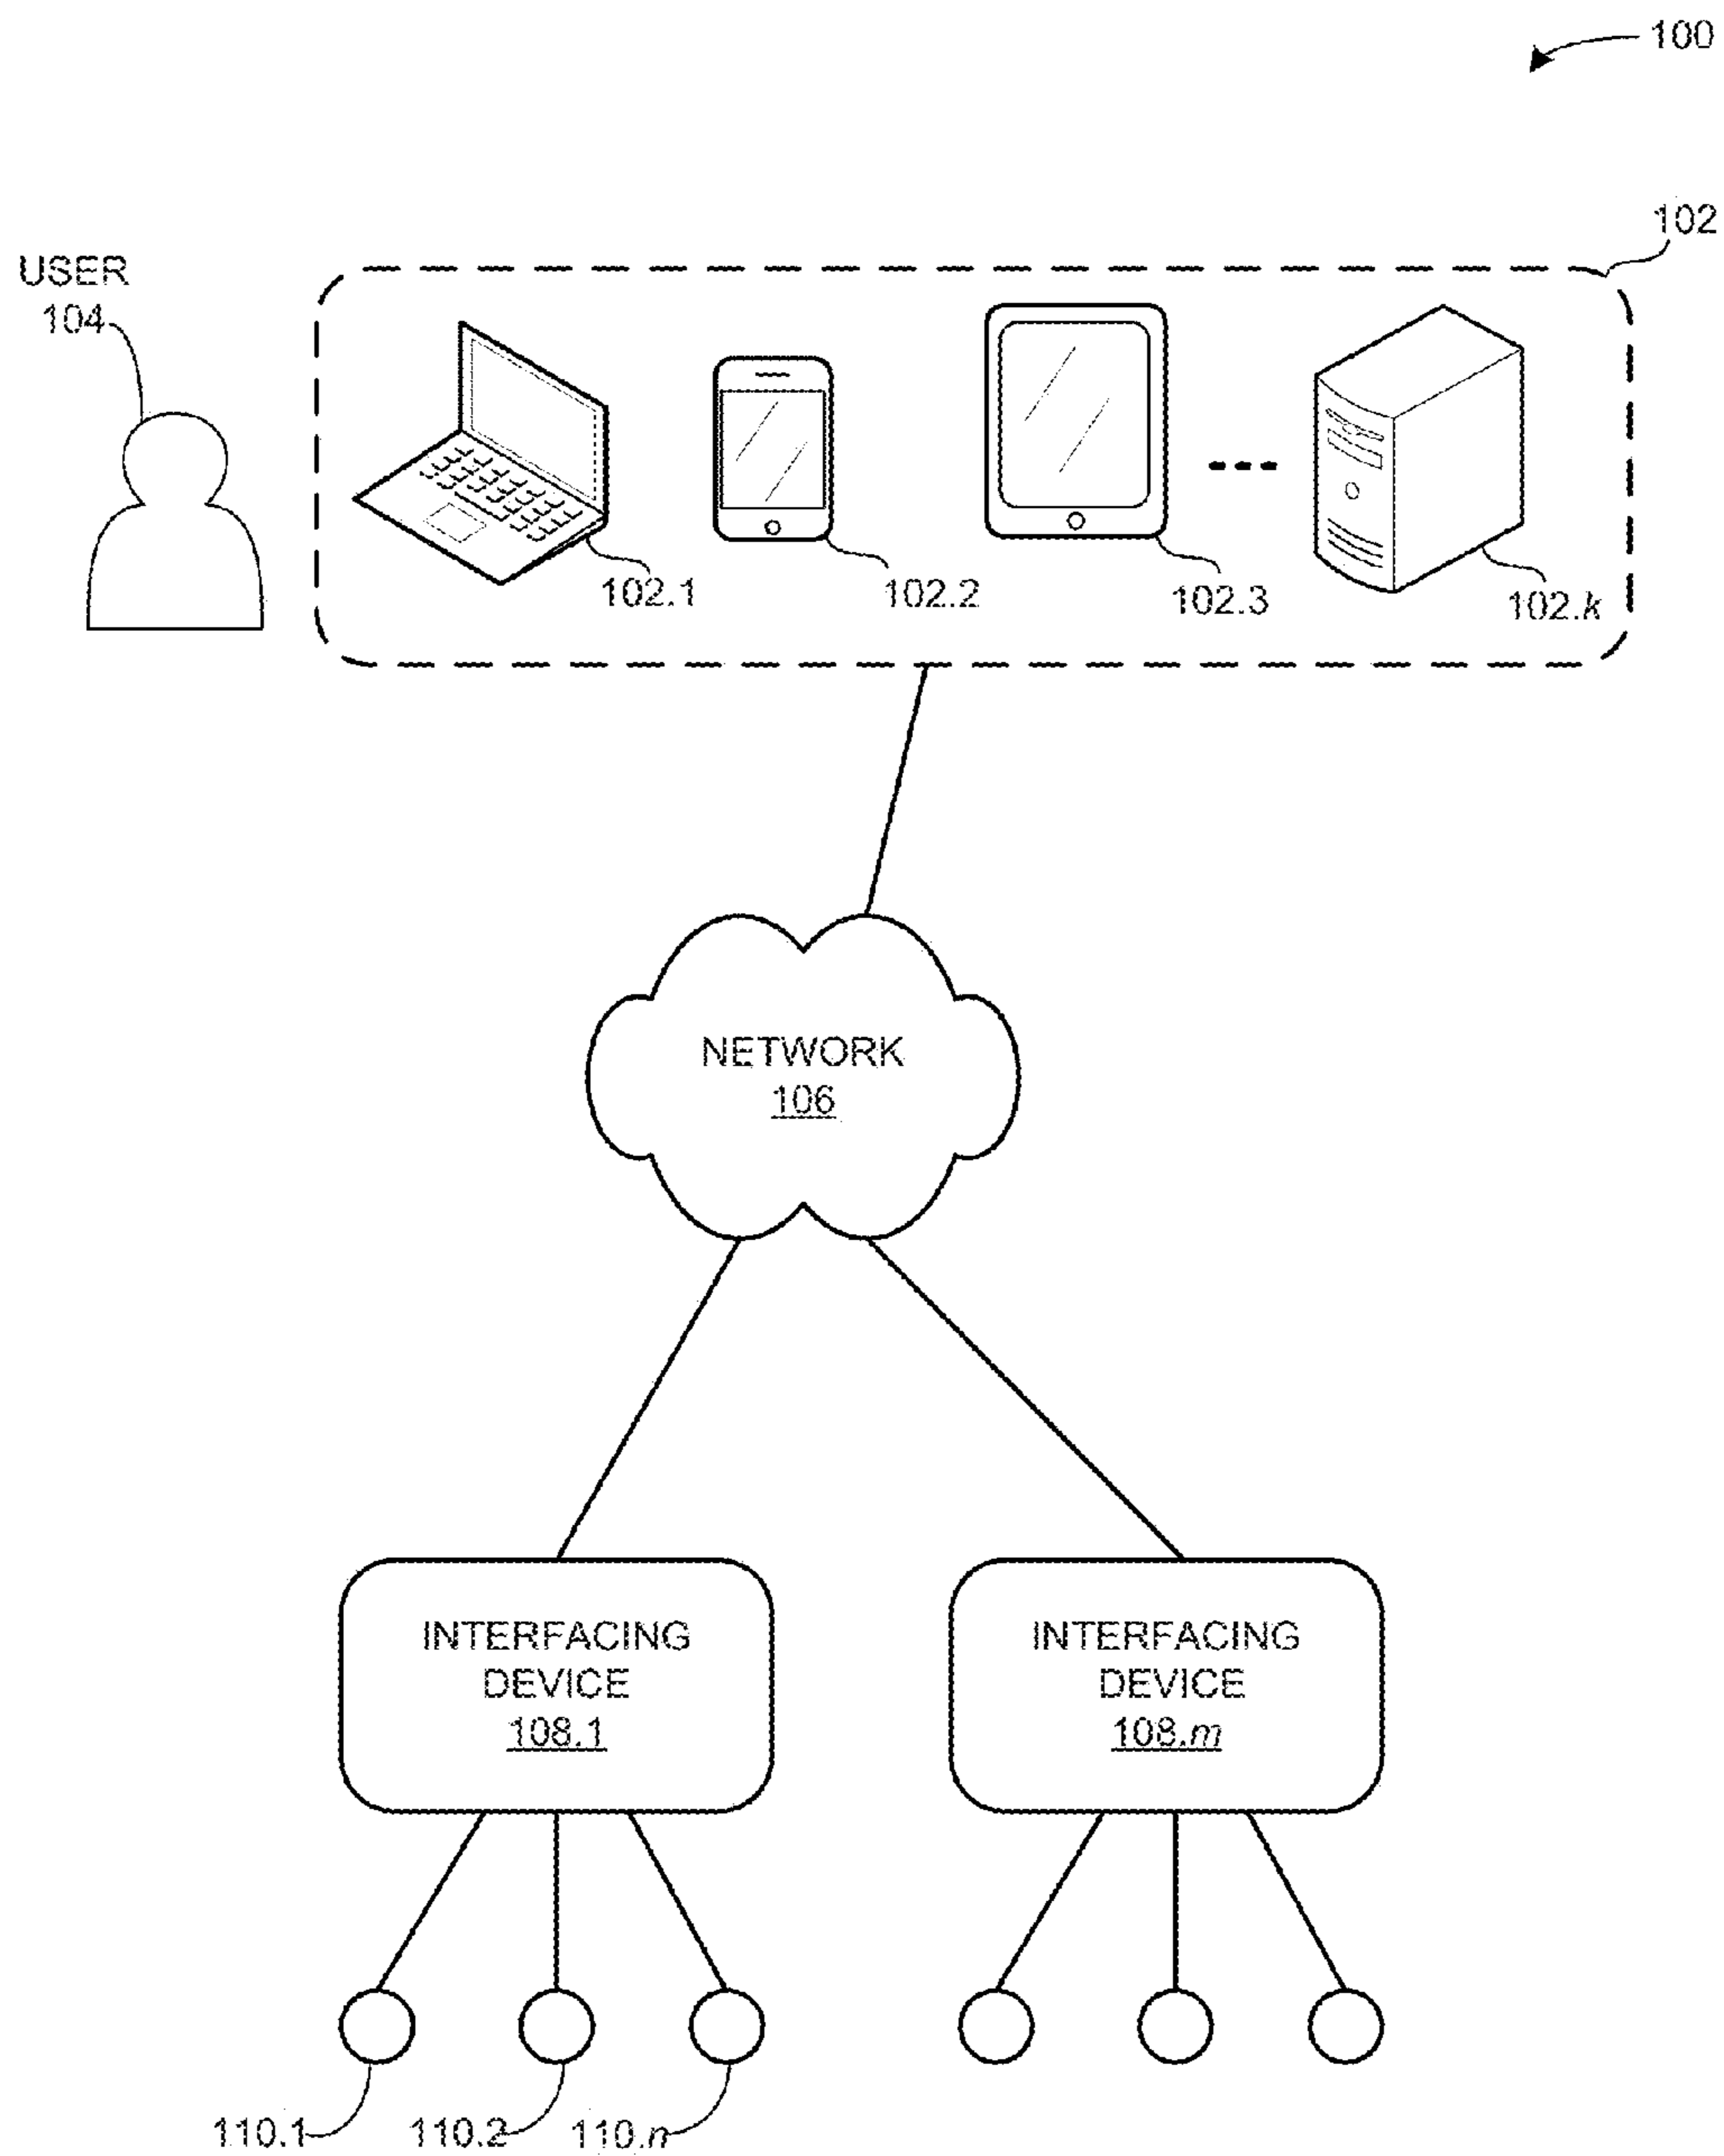 100
102
USER
104
102.1
102.2
102.3
102.k
NETWORK
106
INTERFACING
DEVICE
108.1
INTERFACING
DEVICE
108.m
110.1
110.2
110.n